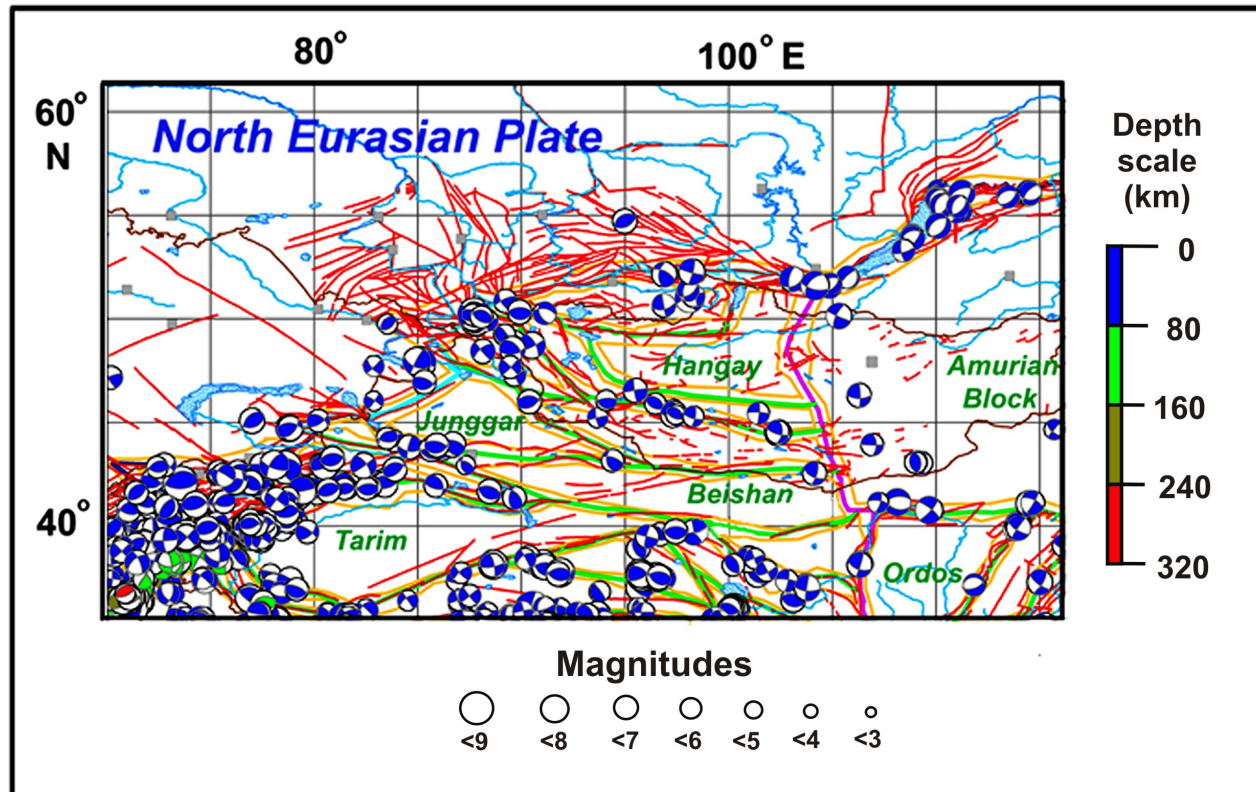 80° 100° E
60°
N
North Eurasian Plate
Depth
scale
(km)
0
80
160
240
320
Hangay
Amurian
Block
Junggar
Beishan
40°
Tarim
Ordos
Magnitudes
<9 <8 <7 <6 <5 <4 <3